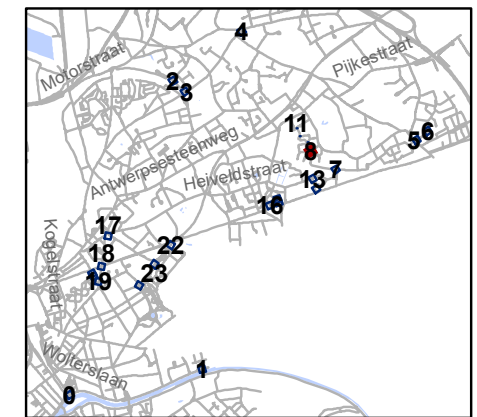 4
Motorstraat
Pijkestraat
2
3
11
6
5
8
Antwerpsesteenweg
Heiveldstraat
7
13
16
17
22
18
Kogelstraat
23
19
Wolterslaan
1
0